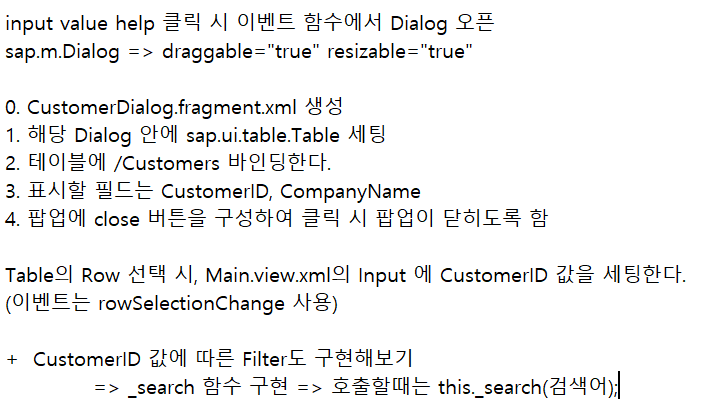 input value help 클릭 시 이벤트 함수에서 Dialog 오픈
sap.m.Dialog => draggable="true" resizable="true"
0. CustomerDialog.fragment.xml 생성
1. 해당 Dialog 안에 sap.ui.table.Table 세팅
2. 테이블에 /Customers 바인딩한다.
3. 표시할 필드는 CustomerID, CompanyName
4. 팝업에 close 버튼을 구성하여 클릭 시 팝업이 닫히도록 함
Table의 Row 선택 시, Main.view.xml의 Input 에 CustomerID 값을 세팅한다.
(이벤트는 rowSelectionChange 사용)
+ CustomerID 값에 따른 Filter도 구현해보기
=> _search 함수 구현 => 호출할때는 this._search(검색어);